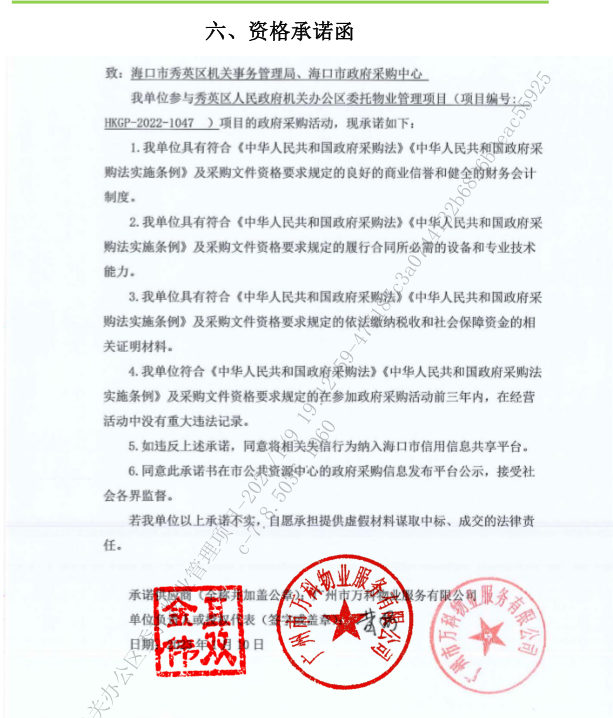 六、资格承诺函
致：海口市秀英区机关事务管理局、海口市政府采购中心
我单位参与秀英区人民政府机关办公区委托物业管理项目（项目编号:
HKGP-2022-1047 ）项目的政府采购活动，现承诺如下：
1.我单位具有符合《中华人民共和国政府采购法》《中华人民共和国政府采
购法实施条例》及采购文件资格要求规定的良好的商业信誉和健全的财务会计
制度。
2.我单位具有符合《中华人民共和国政府采购法》《中华人民共和国政府采
购法实施条例》及采购文件资格要求规定的履行合同所必需的设备和专业技术
能力。
3.我单位具有符合《中华人民共和国政府采购法》《中华人民共和国政府采
购法实施条例》及采购文件资格要求规定的依法缴纳税收和社会保障资金的相
关证明材料。
4.我单位符合《中华人民共和国政府采购法》《中华人民共和国政府采购法
实施条例》及采购文件资格要求规定的在参加政府采购活动前三年内，在经营
活动中没有重大违法记录。
5.如违反上述承诺，同意将相关失信行为纳入海口市信用信息共享平台。
6.同意此承诺书在市公共资源中心的政府采购信息发布平台公示，接受社
会各界监督。
若我单位以上承诺不实，自愿承担提供虚假材料谋取中标、成交的法律责
任。
承诺供应商（全称并加盖公章）：广州市万科物业服务有限公司
单位负责人或授权代表（签字或盖章
日期
10日
广州市万科物业服务有限公司
广州市万科物业服务有限公司